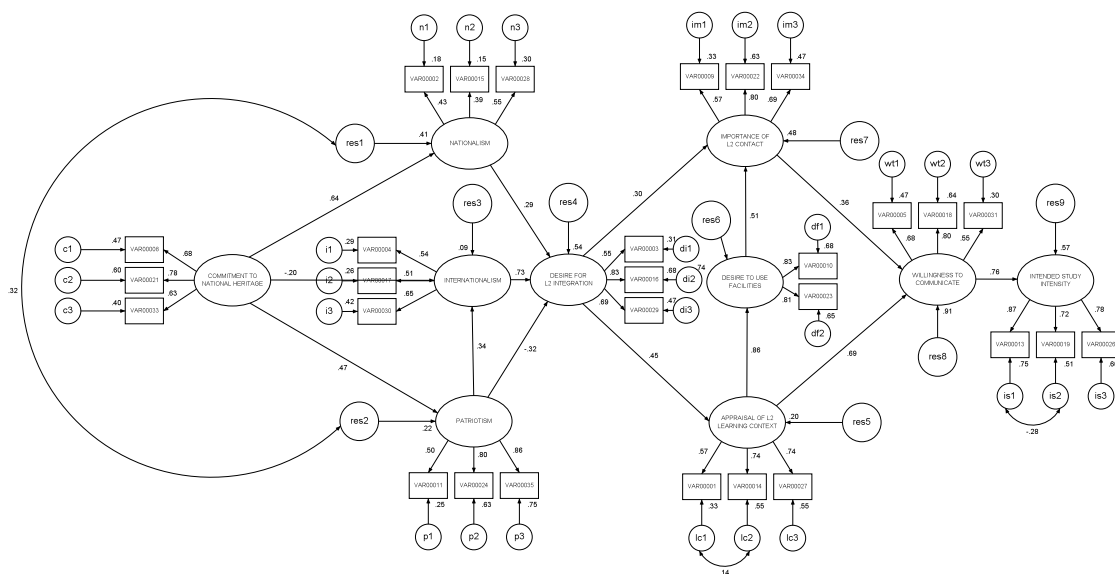 n1
n2
n3
im1
im2
im3
.18
.15
.30
.33
.63
.47
VAR00002
VAR00015
VAR00028
VAR00009
VAR00022
VAR00034
.43
.39
.55
.57
.80
.69
res1
.41
NATIONALISM
IMPORTANCE OF
L2 CONTACT
.48
res7
wt1
wt2
wt3
.47
.64
.30
VAR00005
VAR00018
VAR00031
.68
.80
.55
res9
.57
.64
.29
.30
.51
.36
res3
.09
res4
.54
res6
.74
df1
.68
c1
.47
VAR00008
.68
c2
.60
VAR00021
.78
c3
.40
VAR00033
.63
COMMITMENT TO
NATIONAL HERITAGE
-.20
i1
.29
VAR00004
.54
i2
.26
VAR00017
.51
i3
.42
VAR00030
.65
INTERNATIONALISM
.73
DESIRE FOR
L2 INTEGRATION
.55
VAR00003
.31
di1
.83
VAR00016
.68
di2
.69
VAR00029
.47
di3
DESIRE TO USE
FACILITIES
.83
VAR00010
.81
VAR00023
.65
df2
WILLINGNESS TO
COMMUNICATE
.76
INTENDED STUDY
INTENSITY
.91
res8
.87
.72
.78
VAR00013
VAR00019
VAR00026
.75
.51
is1
is2
is3
-.28
.32
.47
.34
-.32
.45
.86
.69
res2
.22
PATRIOTISM
APPRAISAL OF L2
LEARNING CONTEXT
.20
res5
.50
.80
.86
VAR00011
VAR00024
VAR00035
.25
.63
.75
p1
p2
p3
.57
.74
.74
VAR00001
VAR00014
VAR00027
.33
.55
.55
lc1
lc2
lc3
.14